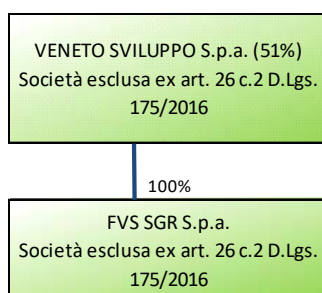 VENETO SVILUPPO S.p.a. (51%)
Società esclusa ex art. 26 c.2 D.Lgs.
175/2016
100%
FVS SGR S.p.a.
Società esclusa ex art. 26 c.2 D.Lgs.
175/2016